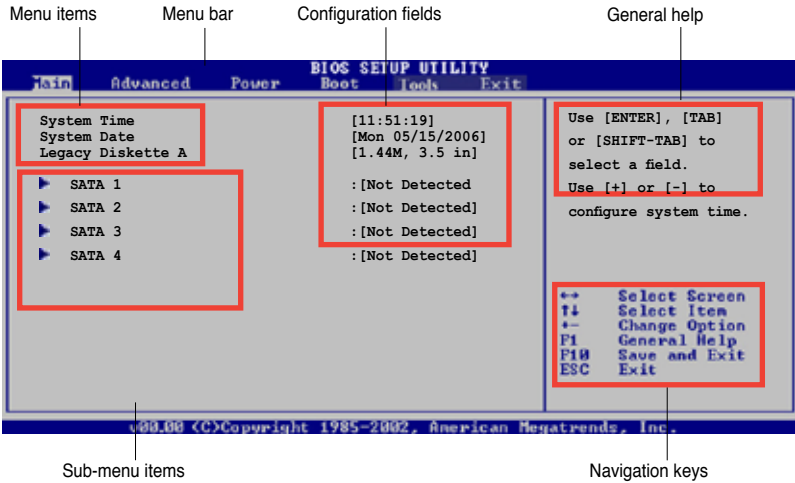 Menu items Menu bar Configuration fields General help
BIOS SETUP UTILITY
Main Advanced Power Boot Tools Exit
System Time [11:51:19]
System Date [Mon 05/15/2006]
Legacy Diskette A [1.44M, 3.5 in]
SATA 1 :[Not Detected
SATA 2 :[Not Detected]
SATA 3 :[Not Detected]
SATA 4 :[Not Detected]
Use [ENTER], [TAB]
or [SHIFT-TAB] to
select a field.
Use [+] or [-] to
configure system time.
←→ Select Screen
↑↓ Select Item
+- Change Option
F1 General Help
F10 Save and Exit
ESC Exit
v00.00 (C)Copyright 1985-2002, American Megatrends, Inc.
Sub-menu items Navigation keys